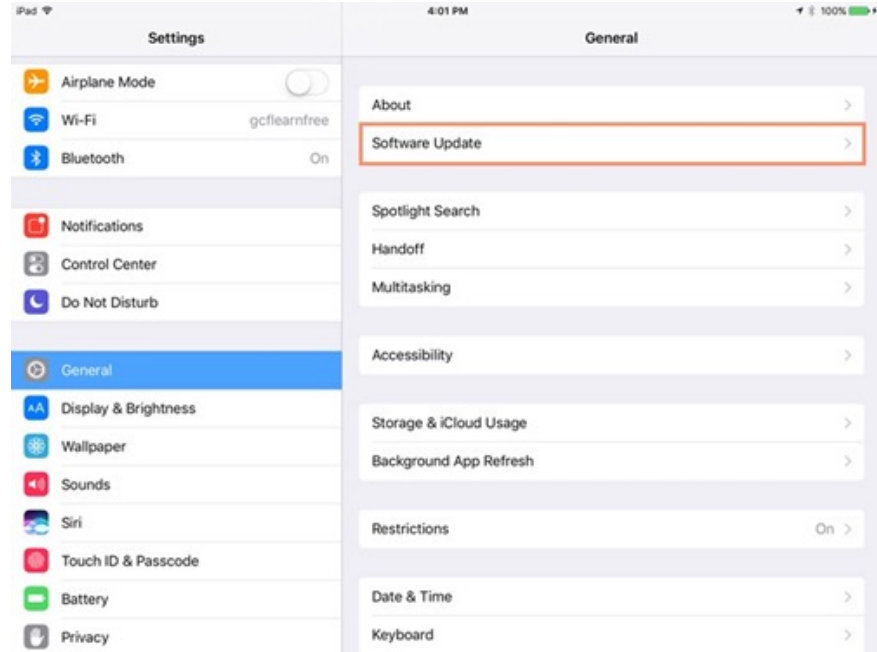 iPad
4:01 PM
100%
Settings
General
Airplane Mode
Wi-Fi
gcflearnfree
Bluetooth
On
Notifications
Control Center
Do Not Disturb
General
Display & Brightness
Wallpaper
Sounds
Siri
Touch ID & Passcode
Battery
Privacy
About
Software Update
Spotlight Search
Handoff
Multitasking
Accessibility
Storage & iCloud Usage
Background App Refresh
Restrictions
On
Date & Time
Keyboard